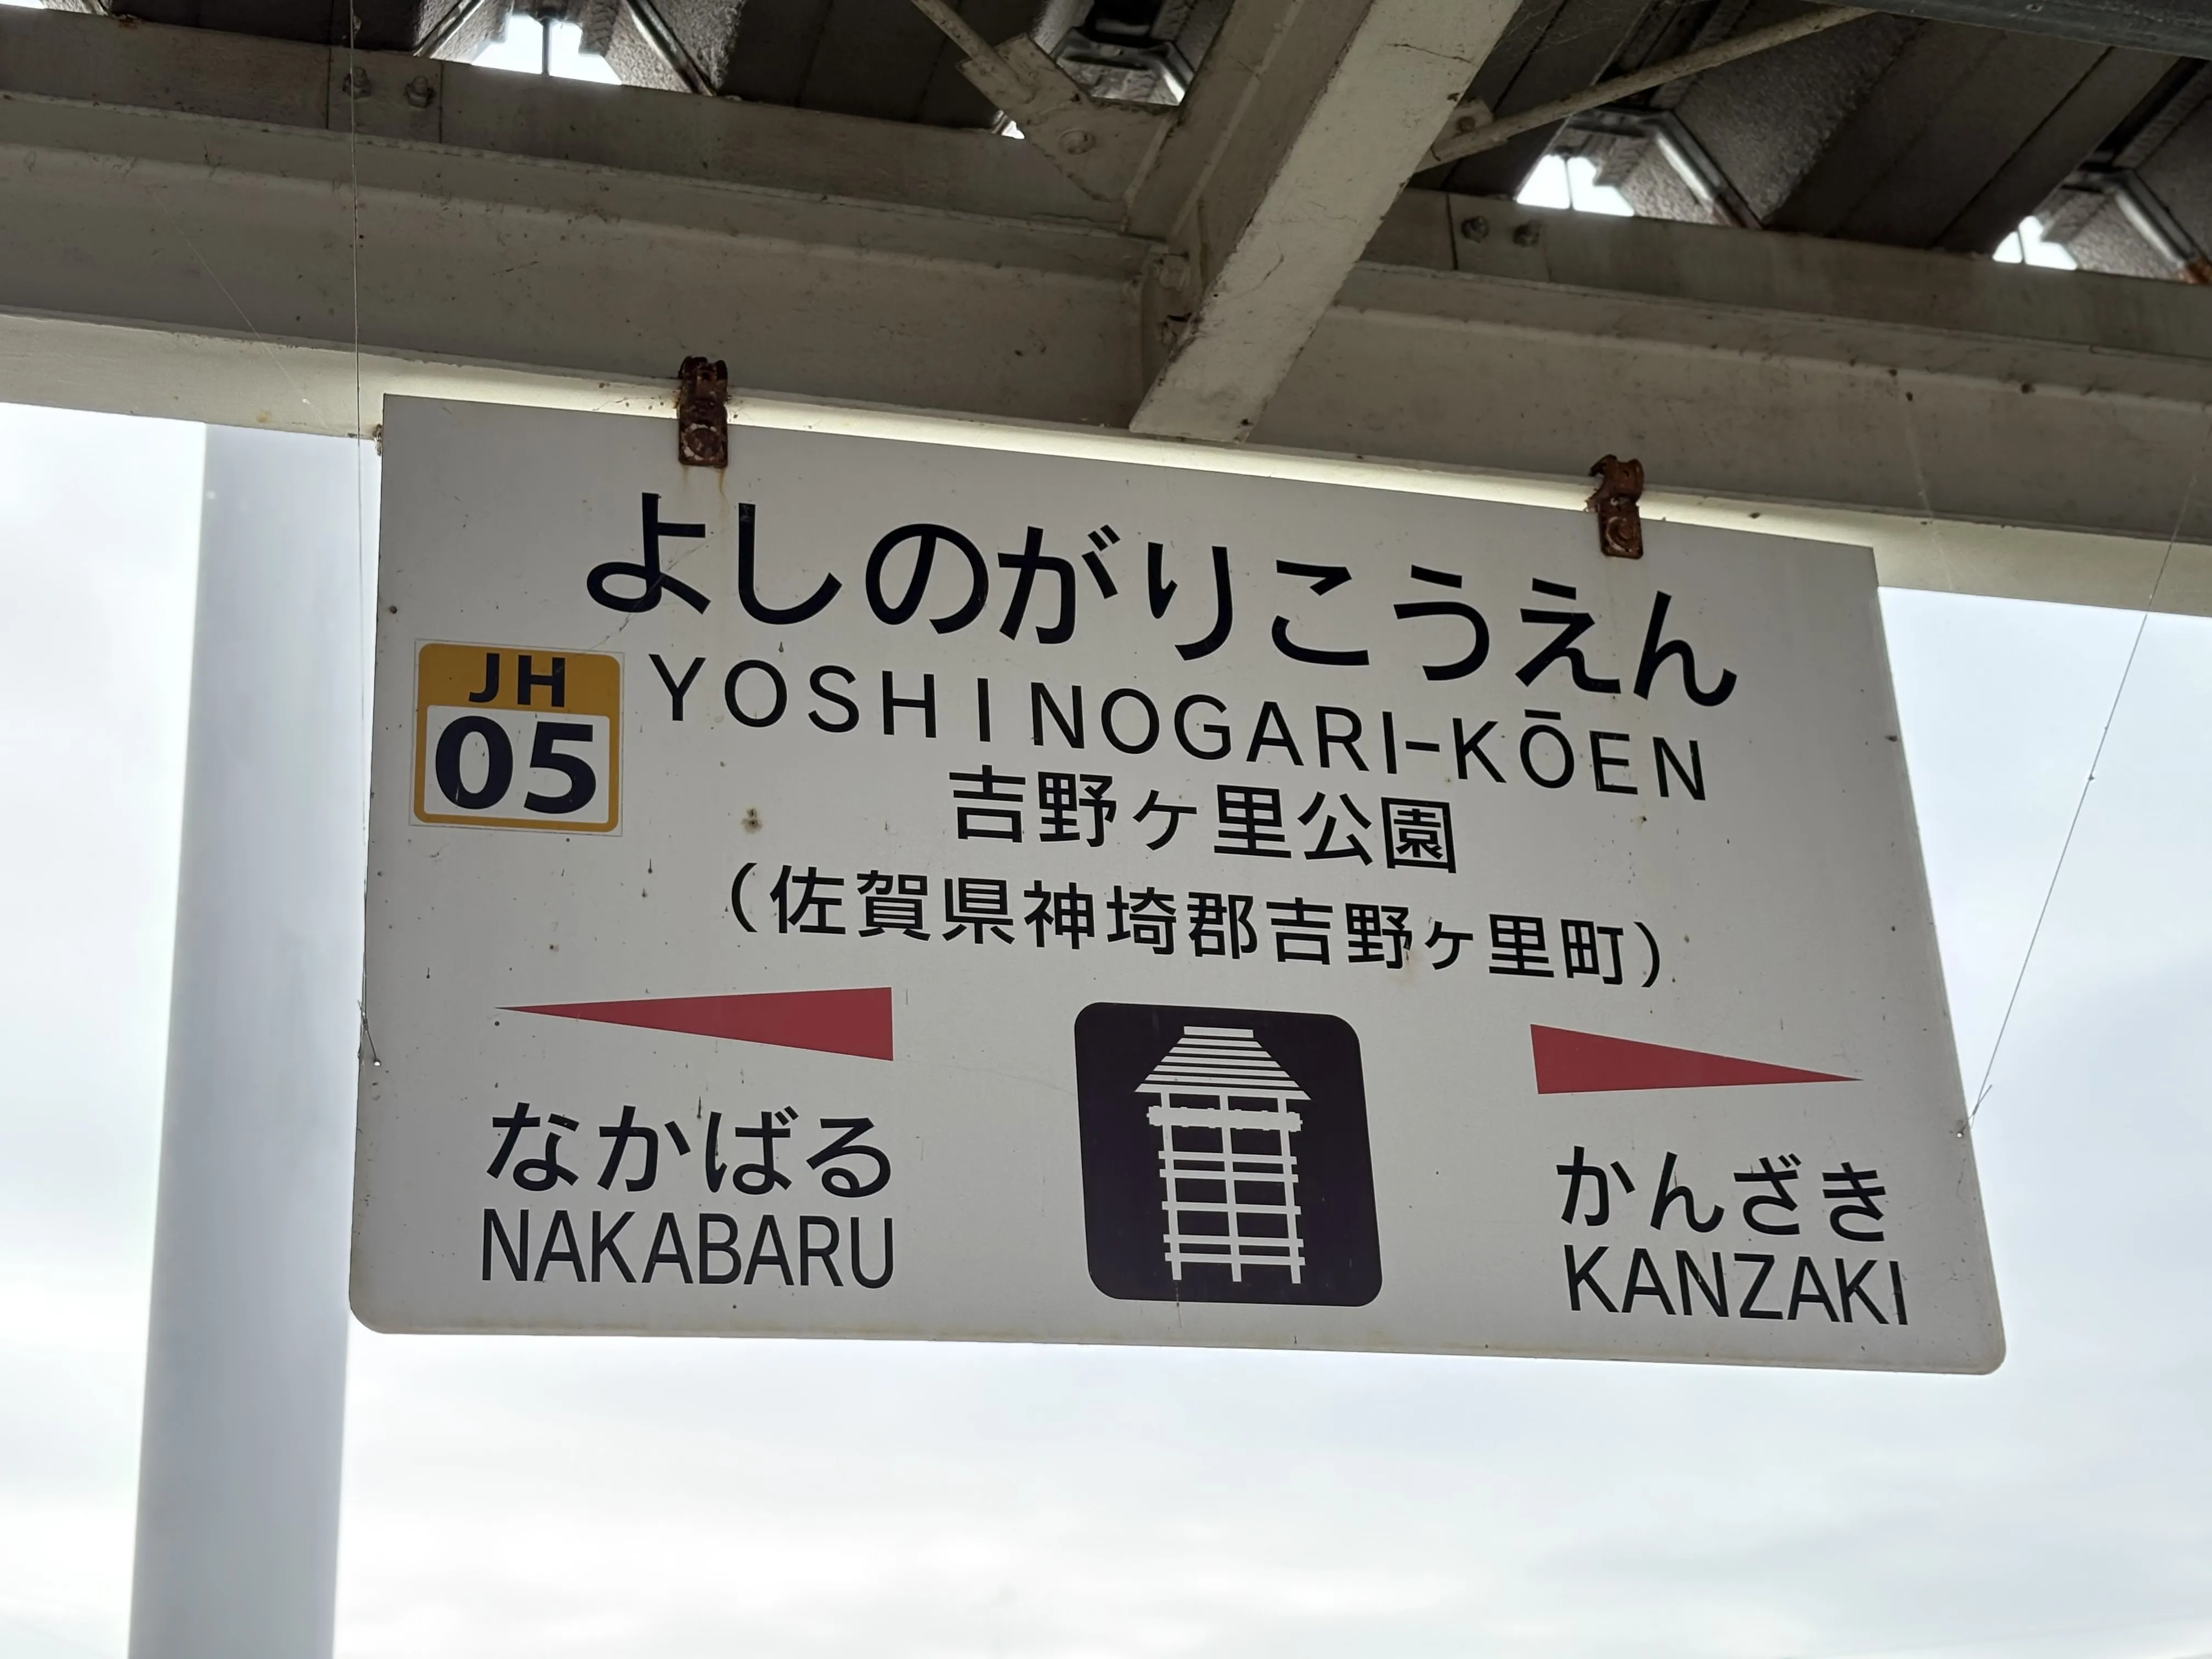 よしのがりこうえん
JH
05
YOSHINOGARI-KŌEN
吉野ヶ里公園
（佐賀県神埼郡吉野ヶ里町）
なかばる
NAKABARU
かんざき
KANZAKI